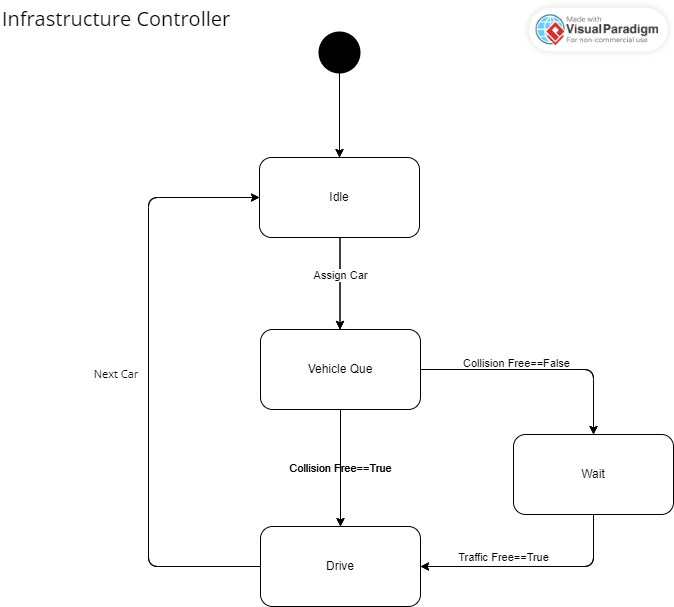 Infrastructure Controller
Made with
Visual Paradigm
For non-commercial use
Idle
Assign Car
Vehicle Que
Collision Free==False
Next Car
Collision Free==True
Wait
Traffic Free==True
Drive